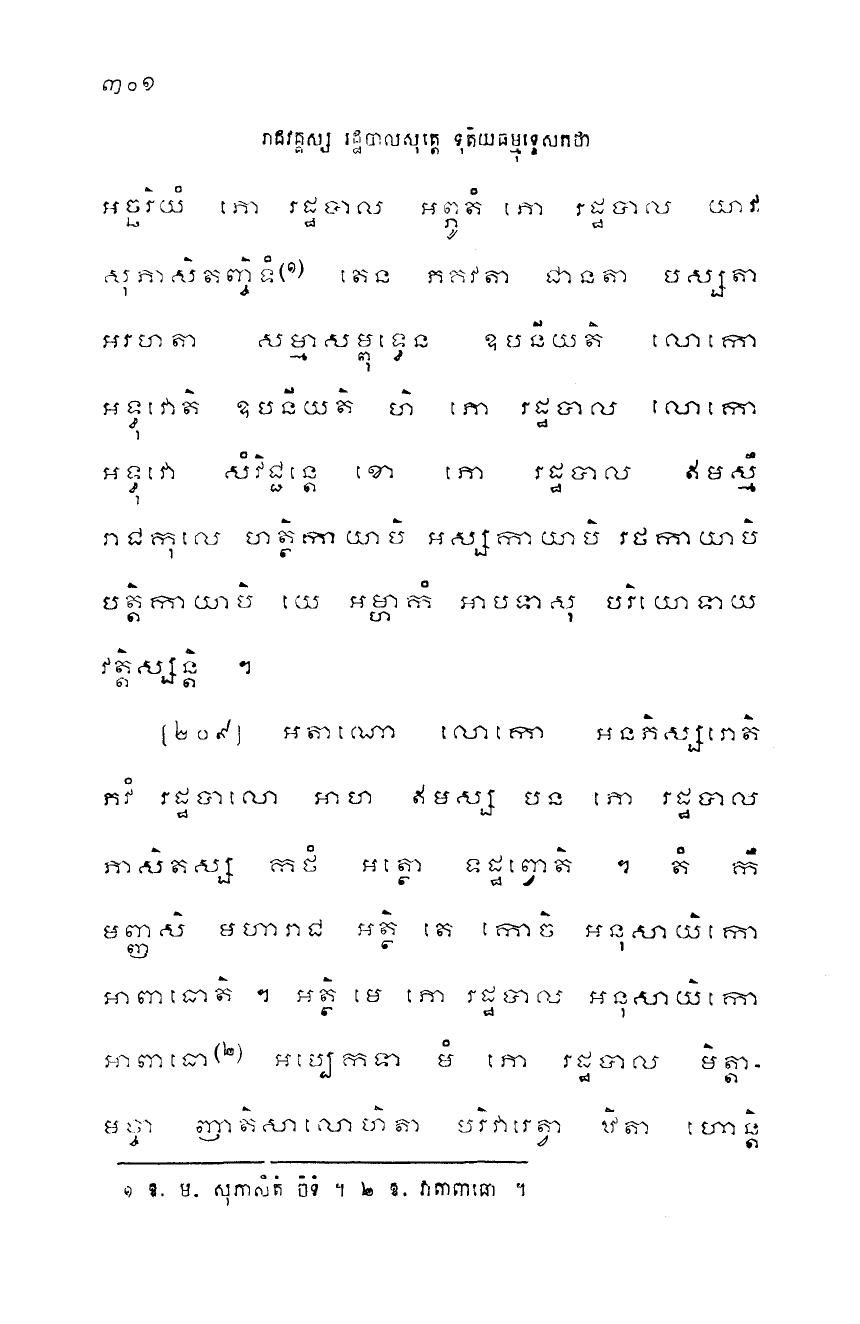 ៣០១
រាជវគ្គស្ស រដ្ឋបាលសុត្តេ ទុតិយធម្មុទ្ទេសកថា
អច្ឆរិយំ ភោ រដ្ឋបាល អព្ភូតំ ភោ រដ្ឋបាល យាវ
សុភាសិតញ្ចិទំ(១) តេន ភគវតា ជានតា បស្សតា
អរហតា សម្មាសម្ពុទ្ធេន ឧបនីយតិ លោកោ
អទ្ធុវោតិ ឧបនីយតិ ហិ ភោ រដ្ឋបាល លោកោ
អទ្ធុវោ សំវិជ្ជន្តេ ខោ ភោ រដ្ឋបាល ឥមស្មឹ
រាជកុលេ ហត្ថិកាយាបិ អស្សកាយាបិ រថកាយាបិ
បត្តិកាយាបិ យេ អម្ហាកំ អាបទាសុ បរិយោធាយ
វត្តិស្សន្តិ ។
[២០៩] អតាណោ លោកោ អនភិស្សរោតិ
ភវំ រដ្ឋបាលោ អាហ ឥមស្ស បន ភោ រដ្ឋបាល
ភាសិតស្ស កថំ អត្ថោ ទដ្ឋព្វោតិ ។ តំ កឹ
មញ្ញសិ មហារាជ អត្ថិ តេ កោចិ អនុសាយិកោ
អាពាធោតិ ។ អត្ថិ មេ ភោ រដ្ឋបាល អនុសាយិកោ
អាពាធោ(២) អប្បេកទា មំ ភោ រដ្ឋបាល មិត្តា-
មច្ចា ញាតិសាលោហិតា បរិវារេត្វា ឋិតា ហោន្តិ
១ ឱ. ម. សុភាសិតំ ចិទំ ។ ២ ឱ. វាតាពាធោ ។